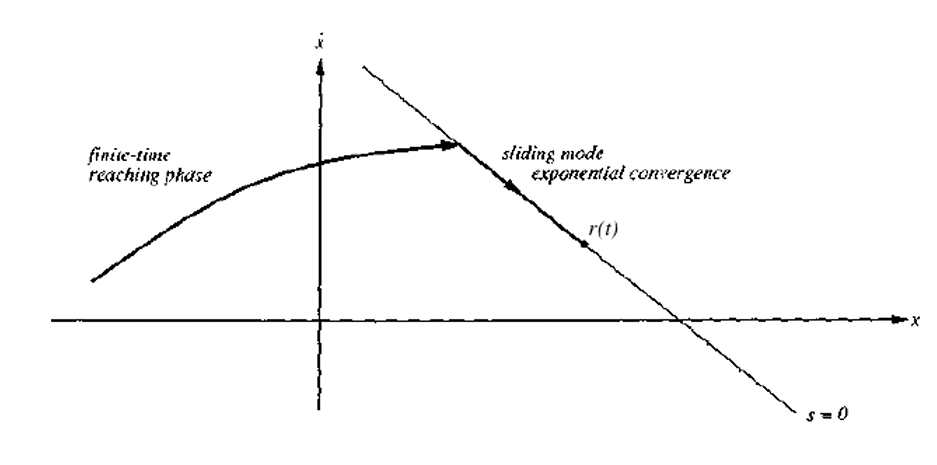 ẋ
finite-time
reaching phase
sliding mode
exponential convergence
r(t)
x
s = 0